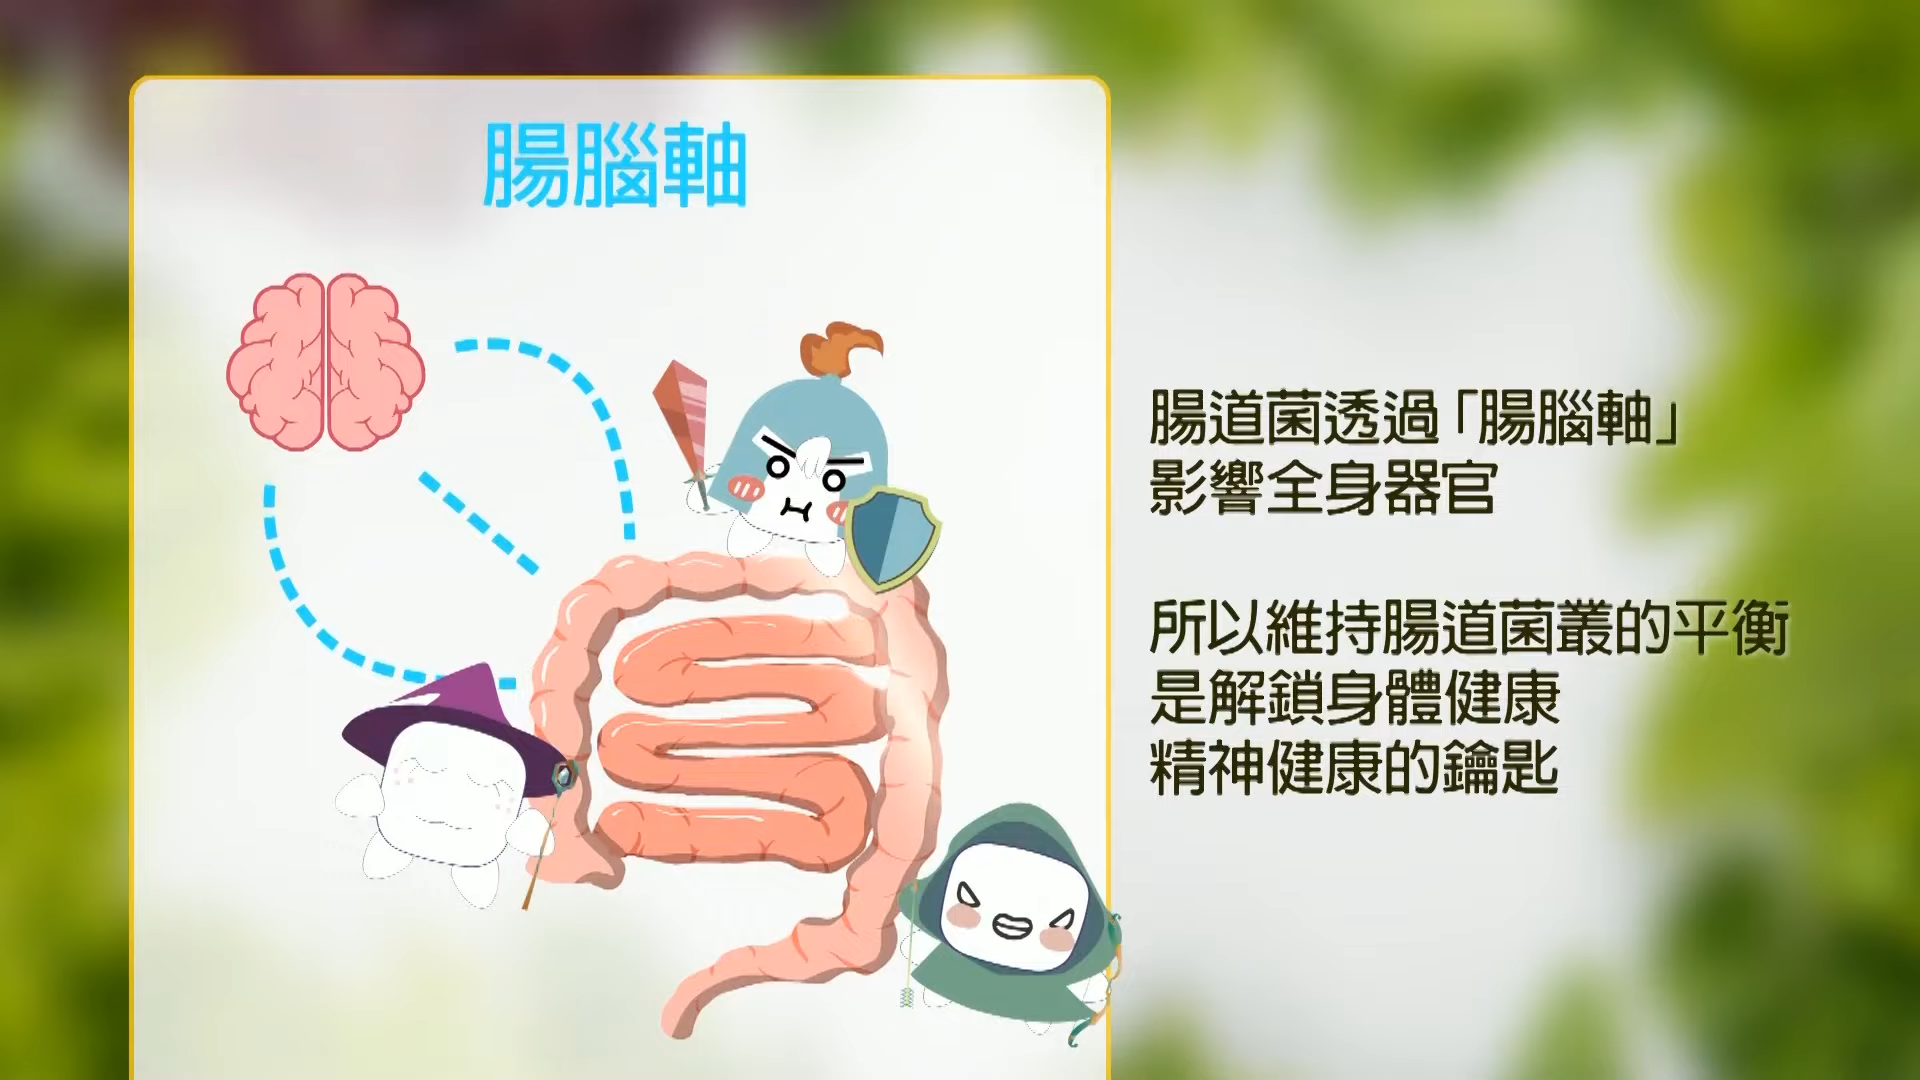 腸腦軸
腸道菌透過「腸腦軸」
影響全身器官
所以維持腸道菌叢的平衡
是解鎖身體健康
精神健康的鑰匙